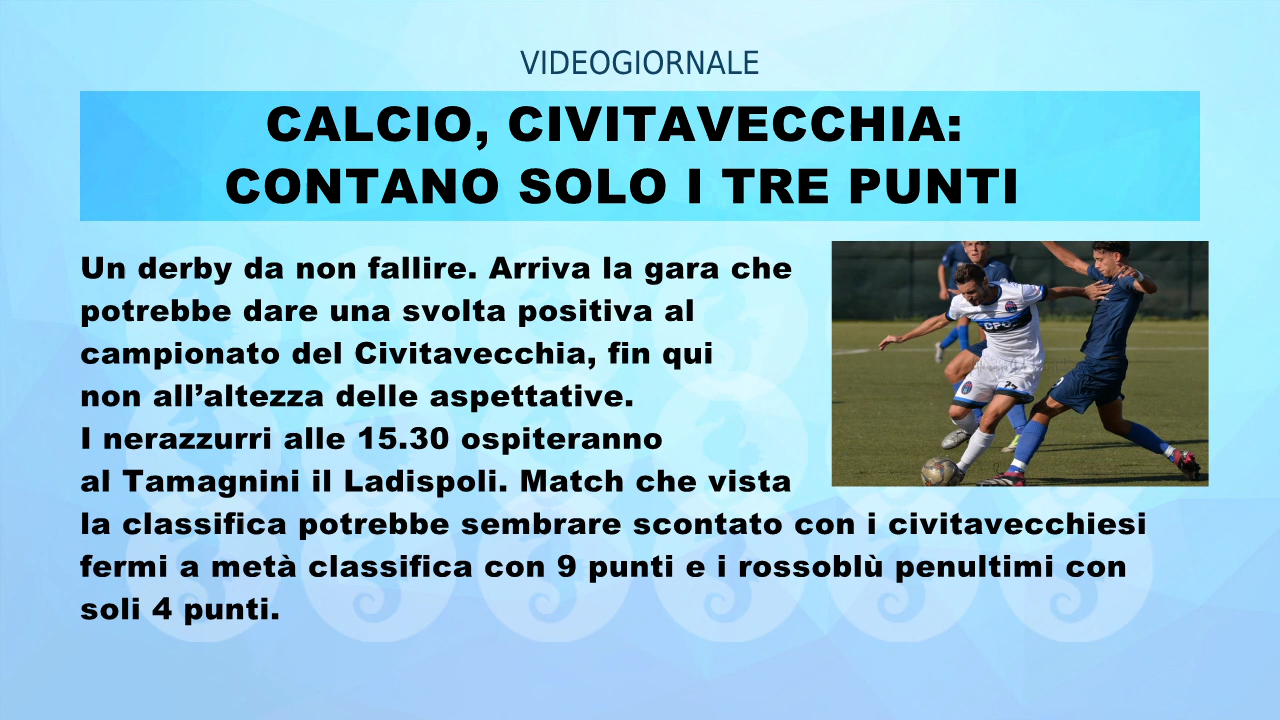 VIDEOGIORNALE
CALCIO, CIVITAVECCHIA:
CONTANO SOLO I TRE PUNTI
Un derby da non fallire. Arriva la gara che
potrebbe dare una svolta positiva al
campionato del Civitavecchia, fin qui
non all’altezza delle aspettative.
I nerazzurri alle 15.30 ospiteranno
al Tamagnini il Ladispoli. Match che vista
la classifica potrebbe sembrare scontato con i civitavecchiesi
fermi a metà classifica con 9 punti e i rossoblù penultimi con
soli 4 punti.